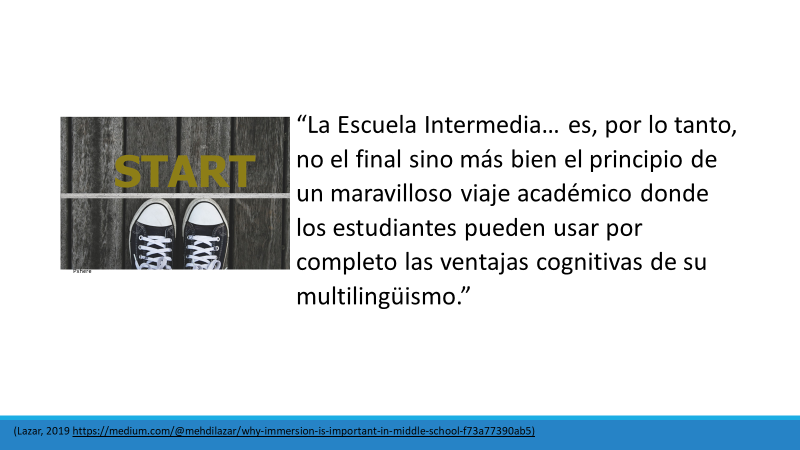 START
Pxhere
“La Escuela Intermedia… es, por lo tanto,
no el final sino más bien el principio de
un maravilloso viaje académico donde
los estudiantes pueden usar por
completo las ventajas cognitivas de su
multilingüismo.”
(Lazar, 2019 https://medium.com/@mehdilazar/why-immersion-is-important-in-middle-school-f73a77390ab5)